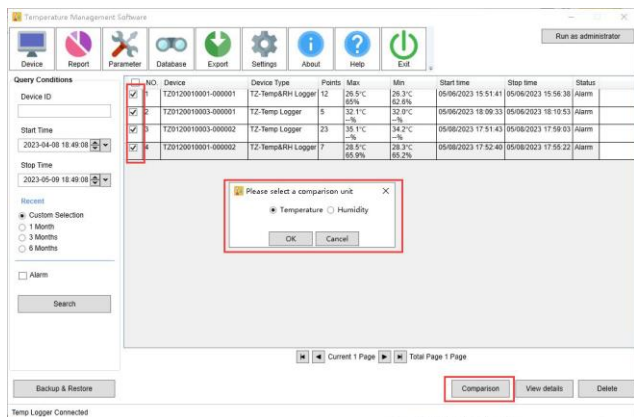 Temperature Management Software
Run as administrator
Device Report Parameter Database Export Settings About Help Exit
Query Conditions
Device ID
Start Time
2023-04-08 18:49:08
Stop Time
2023-05-09 18:49:08
Recent
Custom Selection
1 Month
3 Months
6 Months
Alarm
Search
Backup & Restore
NO. Device Device Type Points Max Min Start time Stop time Status
1 TZ0120010001-000001 TZ-Temp&RH Logger 12 26.5°C 26.3°C 05/06/2023 15:51:41 05/06/2023 15:56:38 Alarm
65% 62.6%
2 TZ0120010003-000001 TZ-Temp Logger 5 32.1°C 32.0°C 05/06/2023 18:09:33 05/06/2023 18:10:53 Alarm
--% --%
3 TZ0120010003-000002 TZ-Temp Logger 23 35.1°C 34.2°C 05/08/2023 17:51:43 05/08/2023 17:59:03 Alarm
--% --%
4 TZ0120010001-000002 TZ-Temp&RH Logger 7 28.5°C 28.3°C 05/08/2023 17:52:40 05/08/2023 17:55:22 Alarm
65.9% 65.2%
Please select a comparison unit
Temperature Humidity
OK Cancel
Current 1 Page Total Page 1 Page
Comparison View details Delete
Temp Logger Connected